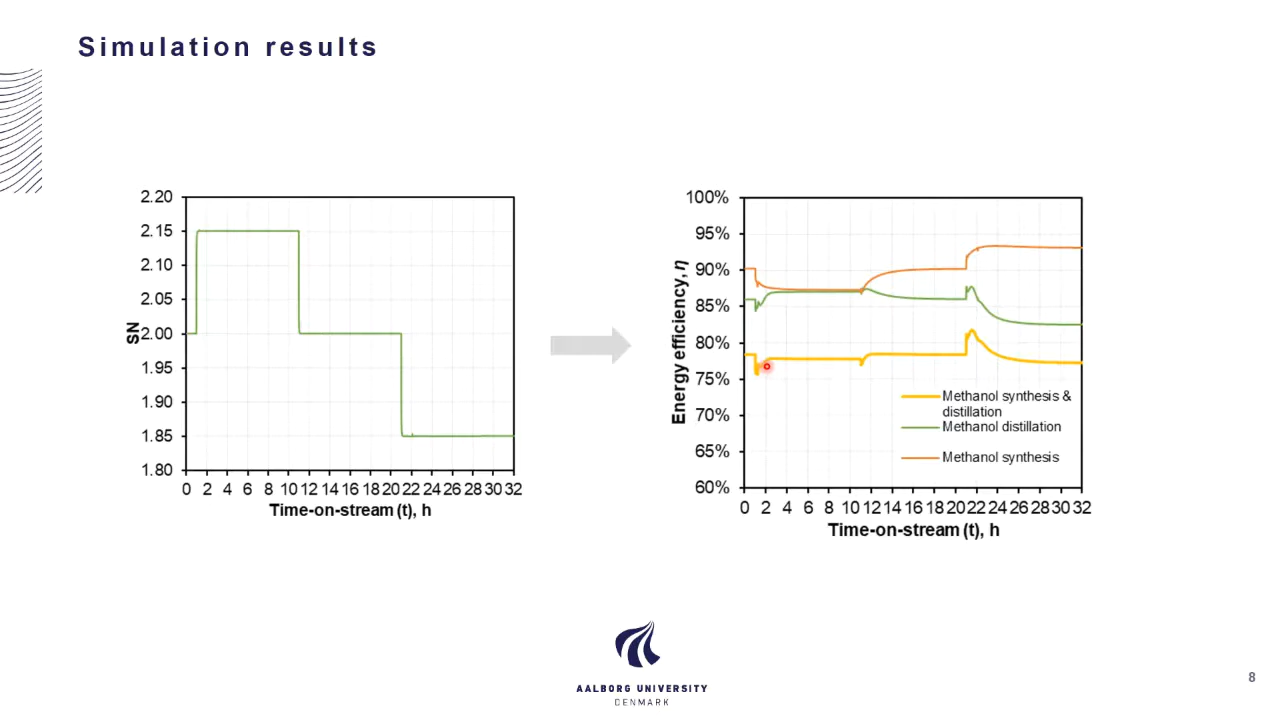 Simulation results
2.20
2.15
2.10
2.05
2.00
1.95
1.90
1.85
1.80
SN
0 2 4 6 8 10 12 14 16 18 20 22 24 26 28 30 32
Time-on-stream (t), h
100%
95%
90%
85%
80%
75%
70%
65%
60%
Energy efficiency, η
Methanol synthesis &
distillation
Methanol distillation
Methanol synthesis
0 2 4 6 8 10 12 14 16 18 20 22 24 26 28 30 32
Time-on-stream (t), h
AALBORG UNIVERSITY
DENMARK
8